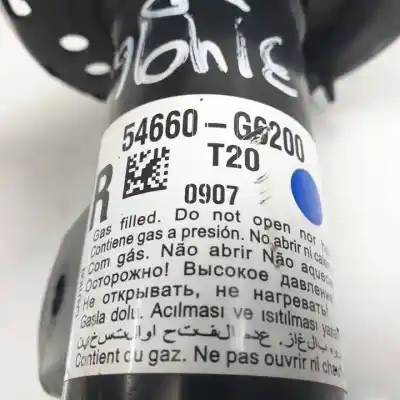 54660-G6200
T20
R
0907
Gas filled. Do not open nor
Contiene gas a presión. No abrir ni
Com gás. Não abrir Não
Осторожно! Высокое давление
Не открывать, не нагревать!
Gasla dolu. Acılması ve ısıtılması
Contient du gaz. Ne pas ouvrir ni